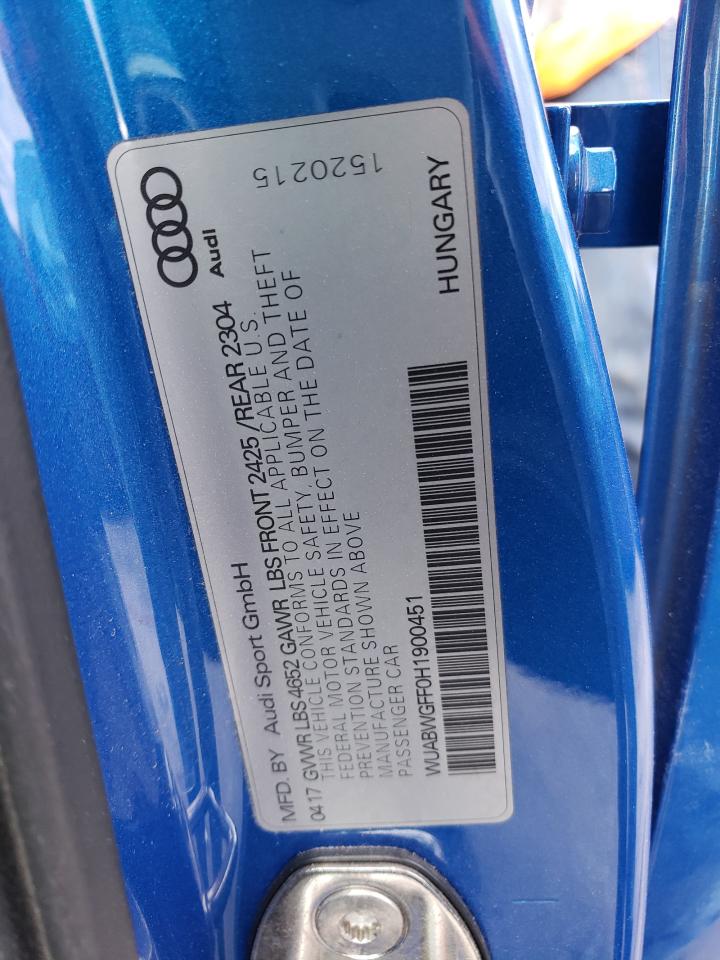 Audi
1520215
MFD. BY Audi Sport GmbH
0417 GVWR LBS 4652 GAWR LBS FRONT 2425 /REAR 2304
THIS VEHICLE CONFORMS TO ALL APPLICABLE U.S.
FEDERAL MOTOR VEHICLE SAFETY, BUMPER AND THEFT
PREVENTION STANDARDS IN EFFECT ON THE DATE OF
MANUFACTURE SHOWN ABOVE
PASSENGER CAR
WUABWGFF0H1900451
HUNGARY